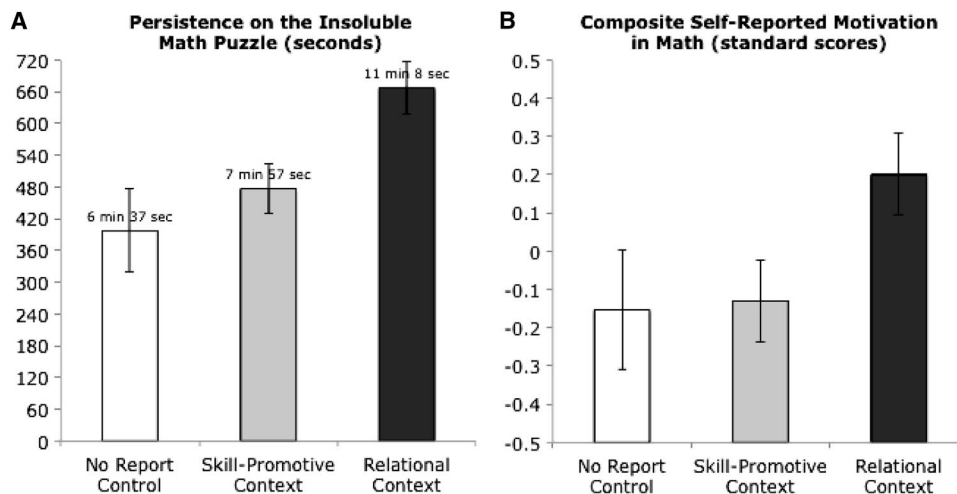 A
Persistence on the Insoluble
Math Puzzle (seconds)
720
660
600
540
480
420
360
300
240
180
120
60
0
11 min 8 sec
7 min 57 sec
6 min 37 sec
No Report
Control
Skill-Promotive
Context
Relational
Context
B
Composite Self-Reported Motivation
in Math (standard scores)
0.5
0.4
0.3
0.2
0.1
0
-0.1
-0.2
-0.3
-0.4
-0.5
No Report
Control
Skill-Promotive
Context
Relational
Context